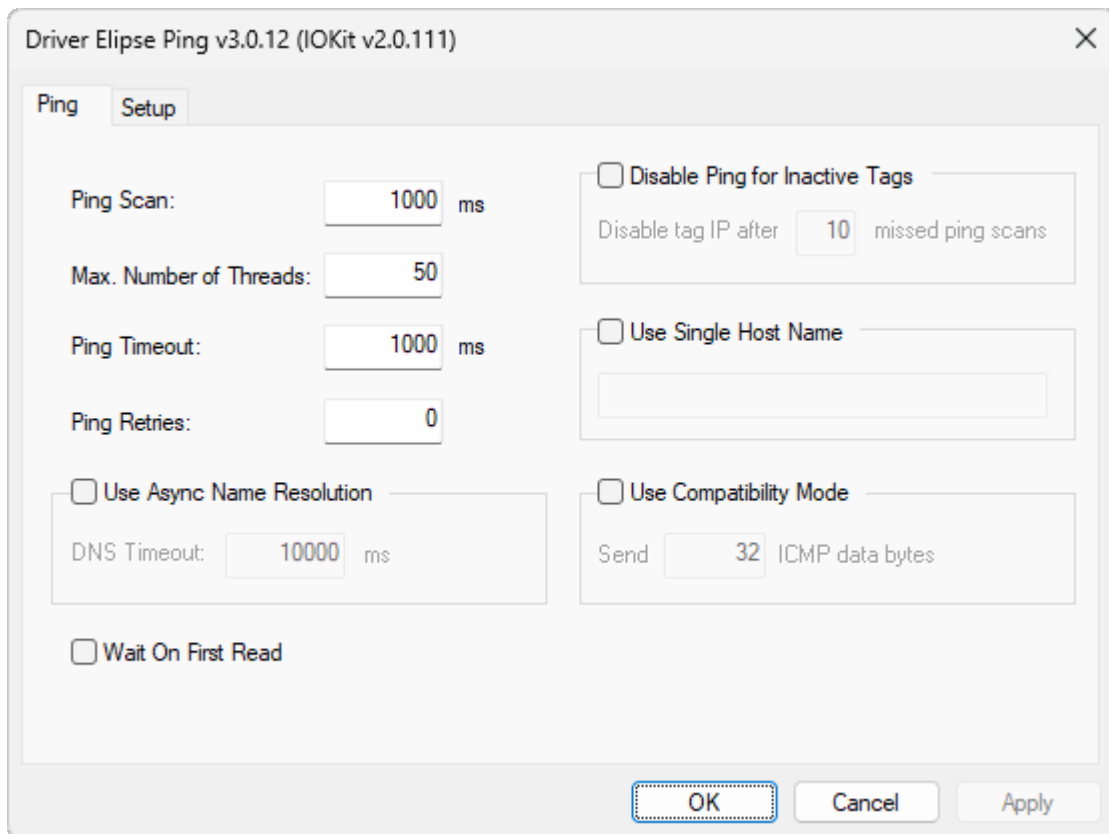 Driver Elipse Ping v3.0.12 (IOKit v2.0.111)
Ping
Setup
Ping Scan: 1000 ms
Max. Number of Threads: 50
Ping Timeout: 1000 ms
Ping Retries: 0
Use Async Name Resolution
DNS Timeout: 10000 ms
Wait On First Read
Disable Ping for Inactive Tags
Disable tag IP after 10 missed ping scans
Use Single Host Name
Use Compatibility Mode
Send 32 ICMP data bytes
OK
Cancel
Apply